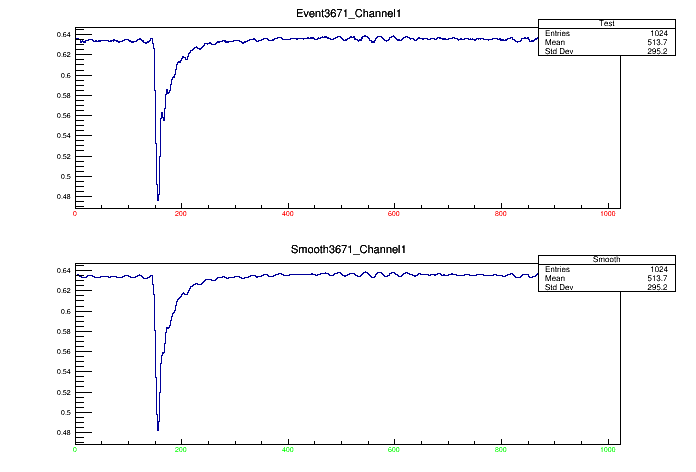 Event3671_Channel1
Test
Entries 1024
Mean 513.7
Std Dev 295.2
0.64
0.62
0.6
0.58
0.56
0.54
0.52
0.5
0.48
0 200 400 600 800 1000
Smooth3671_Channel1
Smooth
Entries 1024
Mean 513.7
Std Dev 295.2
0.64
0.62
0.6
0.58
0.56
0.54
0.52
0.5
0.48
0 200 400 600 800 1000